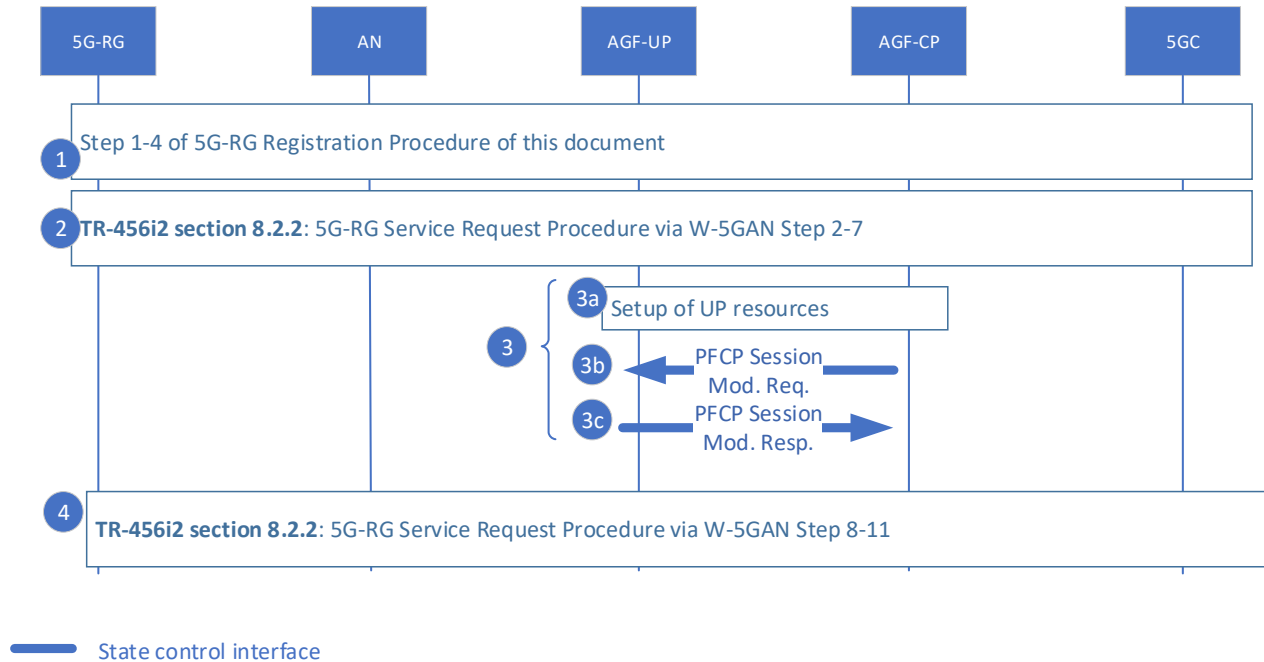 5G-RG
AN
AGF-UP
AGF-CP
5GC
1
Step 1-4 of 5G-RG Registration Procedure of this document
2
TR-456i2 section 8.2.2: 5G-RG Service Request Procedure via W-5GAN Step 2-7
3
3a
Setup of UP resources
3b
PFCP Session
Mod. Req.
3c
PFCP Session
Mod. Resp.
4
TR-456i2 section 8.2.2: 5G-RG Service Request Procedure via W-5GAN Step 8-11
State control interface